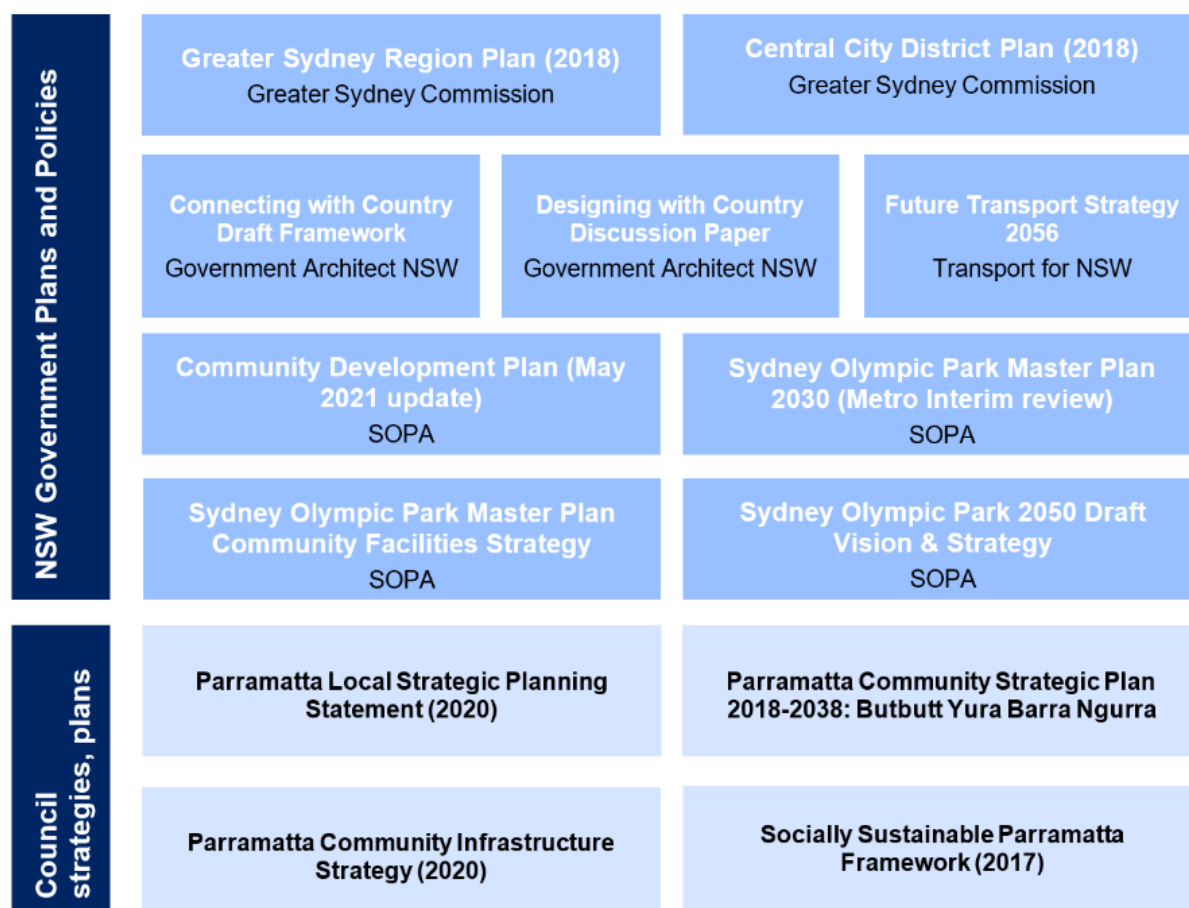 NSW Government Plans and Policies
Greater Sydney Region Plan (2018)
Greater Sydney Commission
Central City District Plan (2018)
Greater Sydney Commission
Connecting with Country
Draft Framework
Government Architect NSW
Designing with Country
Discussion Paper
Government Architect NSW
Future Transport Strategy
2056
Transport for NSW
Community Development Plan (May
2021 update)
SOPA
Sydney Olympic Park Master Plan
2030 (Metro Interim review)
SOPA
Sydney Olympic Park Master Plan
Community Facilities Strategy
SOPA
Sydney Olympic Park 2050 Draft
Vision & Strategy
SOPA
Council
strategies, plans
Parramatta Local Strategic Planning
Statement (2020)
Parramatta Community Strategic Plan
2018-2038: Butbutt Yura Barra Ngurra
Parramatta Community Infrastructure
Strategy (2020)
Socially Sustainable Parramatta
Framework (2017)